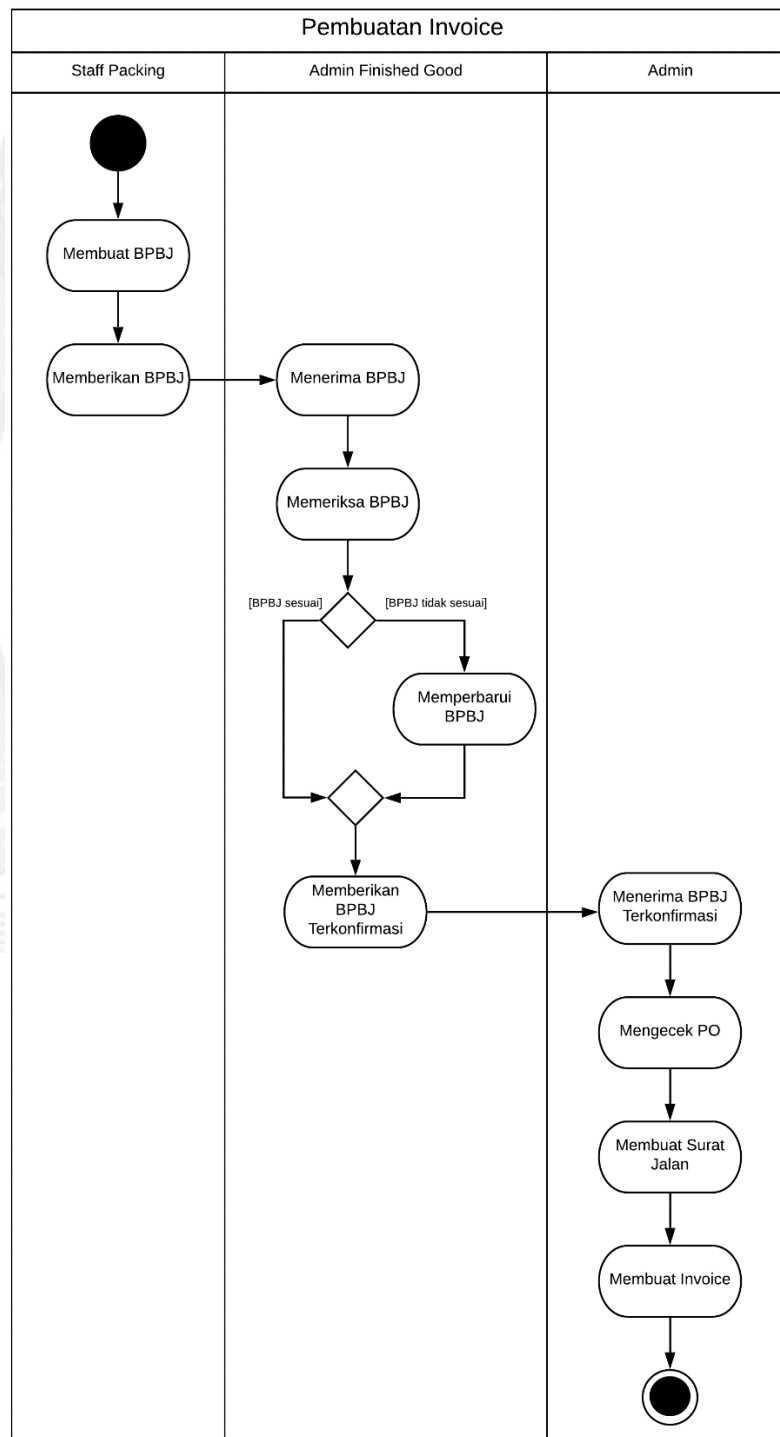 Pembuatan Invoice
Staff Packing
Admin Finished Good
Admin
Membuat BPBJ
Memberikan BPBJ
Menerima BPBJ
Memeriksa BPBJ
[BPBJ sesuai]
[BPBJ tidak sesuai]
Memperbarui
BPBJ
Memberikan
BPBJ
Terkonfirmasi
Menerima BPBJ
Terkonfirmasi
Mengecek PO
Membuat Surat
Jalan
Membuat Invoice